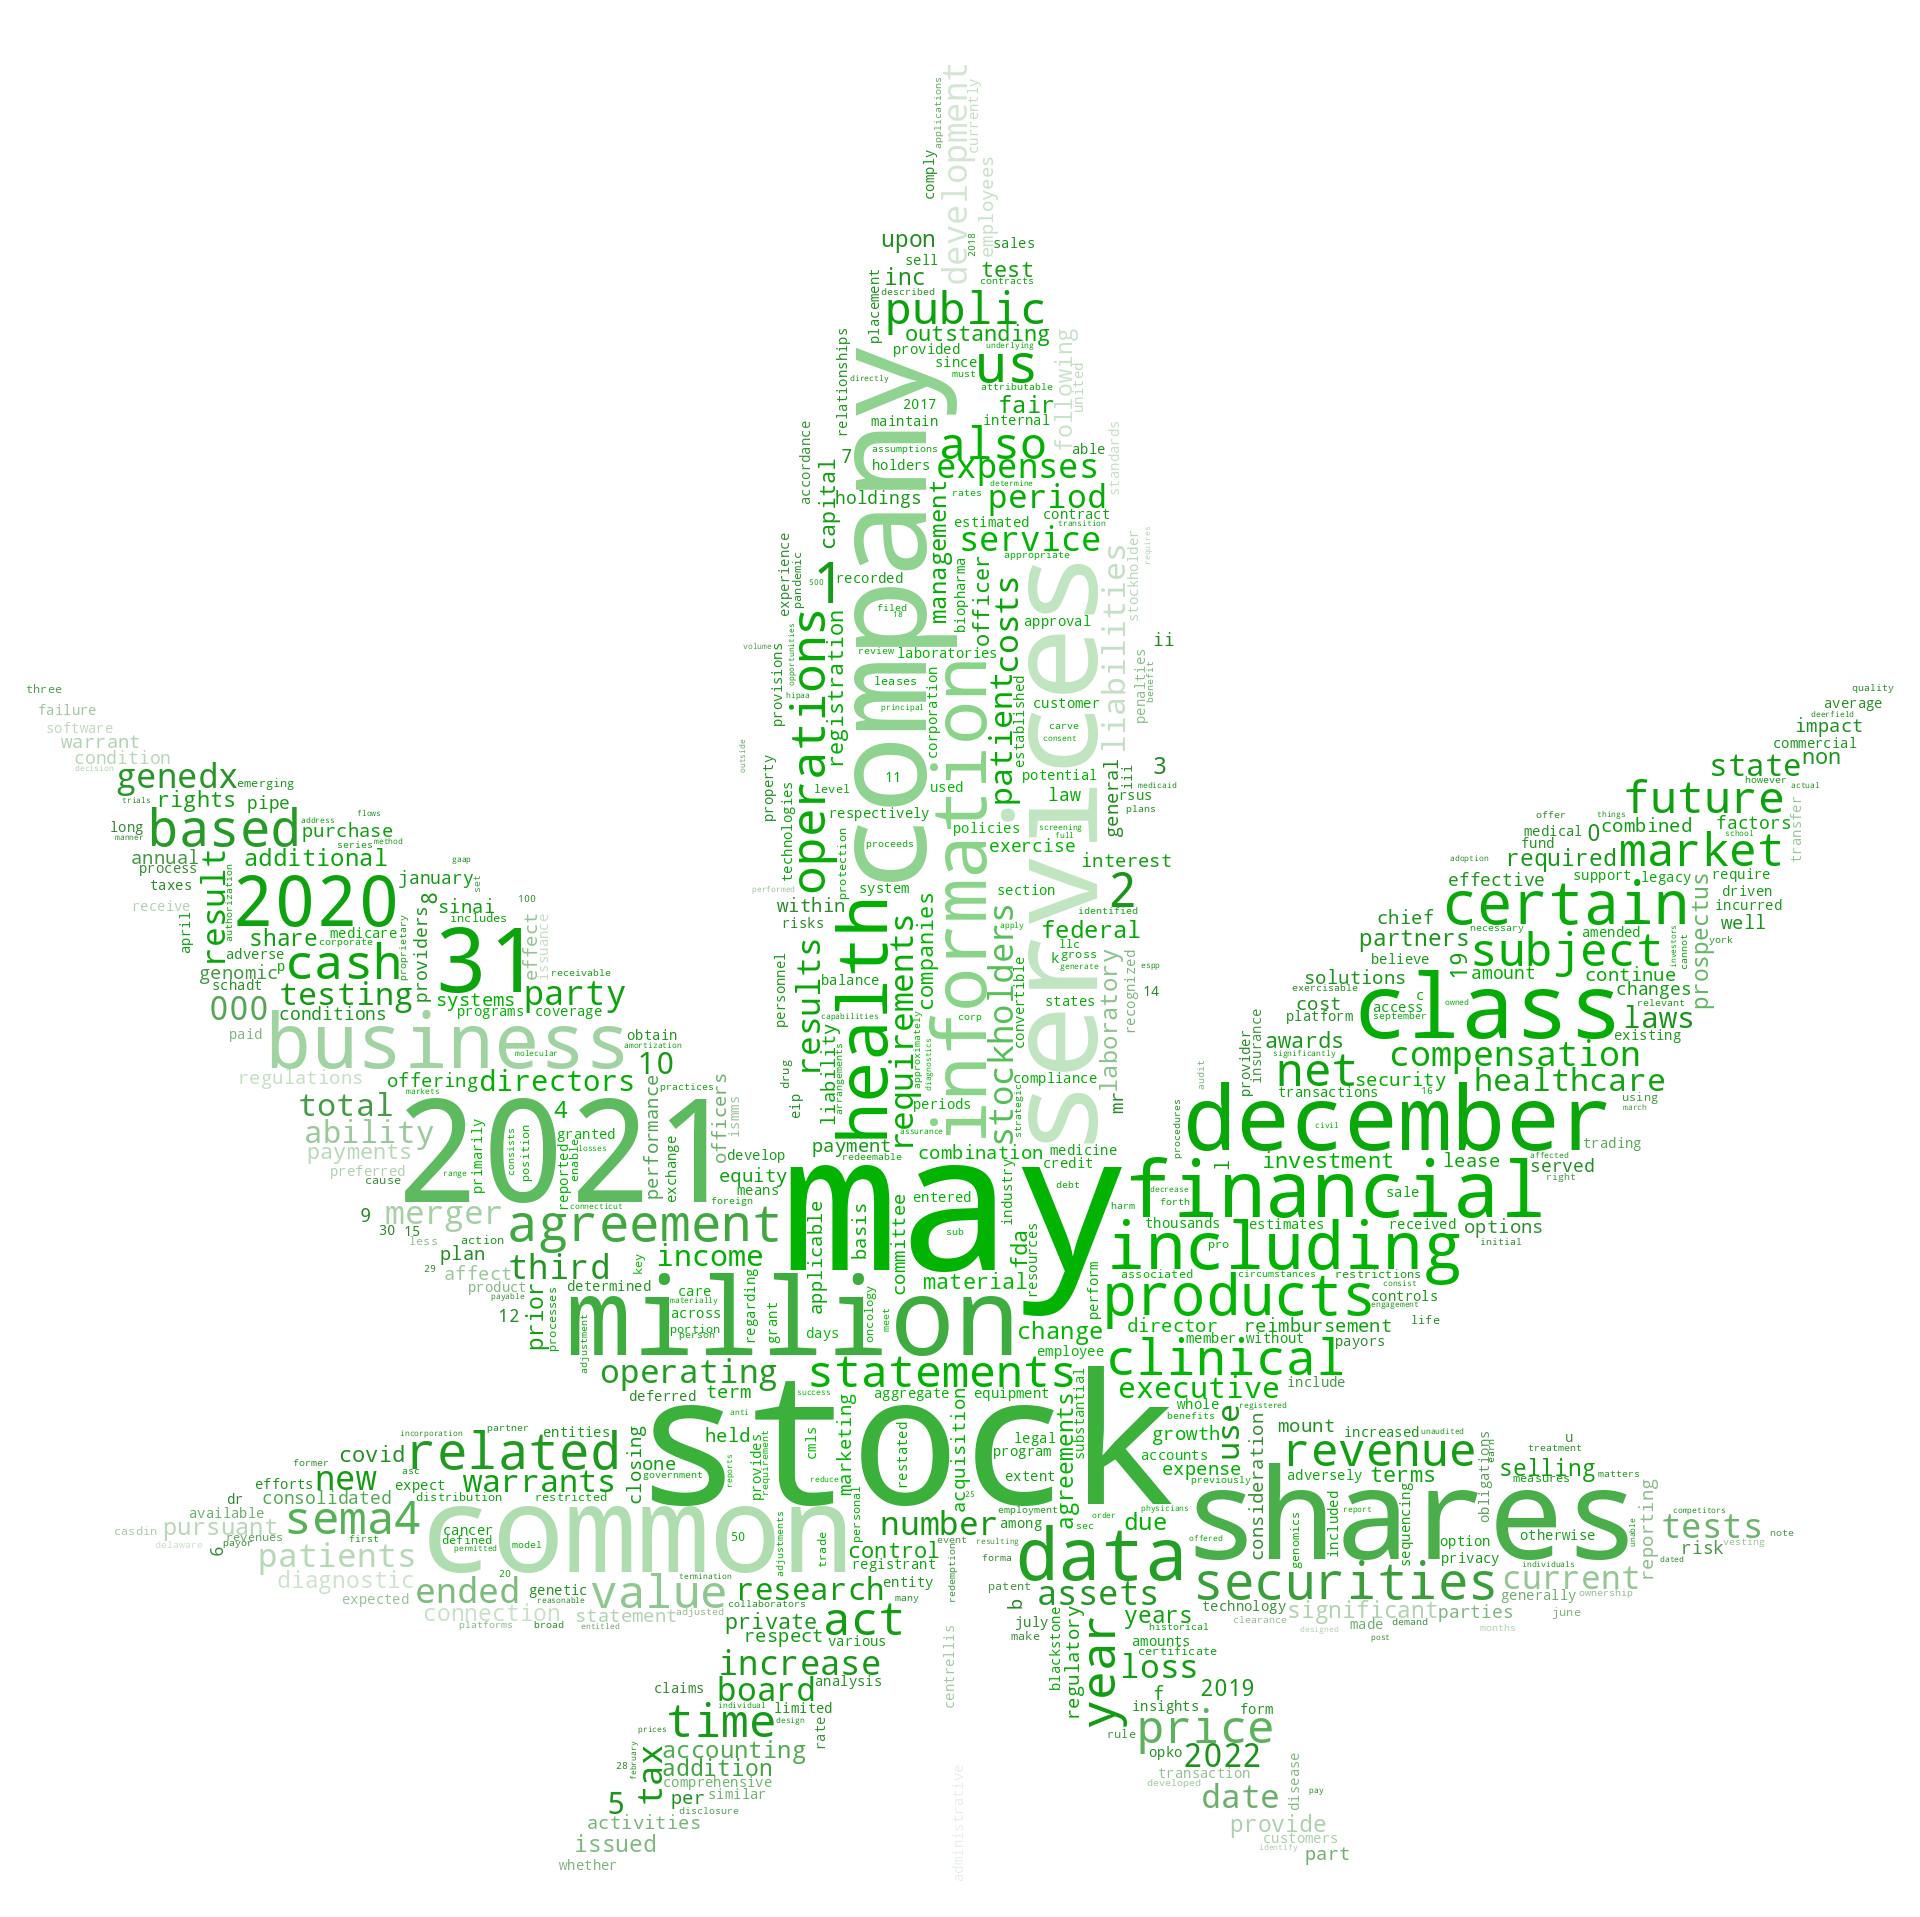 development
currently
applications
comply
employees
upon
2018
sales
sell
inc
test
contracts
described
placement
public
outstanding
underlying
provided
since
us
must
directly
attributable
relationships
following
united
company
2017
fair
maintain
internal
also
able
standards
accordance
7
assumptions
holders
expenses
capital
holdings
determine
rates
period
management
contract
estimated
transition
service
stockholder
requires
experience
pandemic
appropriate
1
500
recorded
biopharma
officer
costs
liabilities
filed
18
approval
services
operations
registration
opportunities
volume
ii
provisions
review
laboratories
information
patient
penalties
benefit
three
failure
software
warrant
condition
decision
genedx
emerging
trials
rights
pipe
hipaa
leases
corporation
established
customer
principal
carve
consent
outside
property
technologies
level
11
used
potential
law
general
iii
3
medicaid
rsus
plans
quality
average
deerfield
impact
commercial
state
non
however
actual
future
transfer
long
manner
based
address
flows
purchase
series
method
respectively
policies
screening
full
offer
things
school
medical
0
combined
factors
fund
annual
process
result
additional
gaap
protection
proceeds
exercise
interest
adoption
required
market
taxes
authorization
2020
january
set
performed
system
section
2
effective
support
legacy
require
receive
8
sinai
100
includes
within
health
requirements
companies
stockholders
identified
certain
driven
incurred
prospectus
april
share
corporate
medicare
proprietary
providers
effect
issuance
risks
results
apply
federal
chief
necessary
amended
well
adverse
cash
31
partners
subject
investors
cannot
york
genomic
p
receivable
balance
llc
k
gross
generate
recognized
espp
believe
19
amount
continue
schadt
testing
systems
party
personnel
convertible
states
14
solutions
exercisable
changes
000
conditions
programs
coverage
capabilities
corp
cost
platform
c
access
september
owned
class
relevant
laws
paid
business
molecular
obtain
amortization
liability
arrangements
approximately
diagnostics
laboratory
awards
significantly
existing
regulations
markets
offering
directors
10
practices
drug
eip
periods
compliance
strategic
mr
audit
provider
insurance
net
security
compensation
healthcare
total
2021
4
performance
officers
ismms
assurance
procedures
transactions
16
december
civil
using
march
ability
payments
preferred
cause
primarily
consists
position
granted
enable
losses
reported
range
exchange
develop
payment
redeemable
combination
medicine
credit
industry
trading
investment
lease
affected
served
right
merger
connecticut
foreign
equity
means
may
entered
debt
decrease
forth
harm
l
financial
sale
9
30
15
less
action
agreement
applicable
basis
committee
sub
fda
resources
thousands
estimates
received
options
initial
plan
29
affect
product
payable
third
determined
income
key
care
materially
regarding
material
perform
pro
including
associated
circumstances
restrictions
consist
controls
engagement
12
prior
processes
adjustment
million
across
portion
person
grant
days
oncology
meet
change
products
director
reimbursement
life
member
without
payors
operating
employee
clinical
deferred
term
success
statements
aggregate
equipment
substantial
executive
include
stock
anti
whole
benefits
registered
incorporation
partner
entities
closing
held
provides
requirement
cmls
marketing
restated
acquisition
legal
program
agreements
growth
use
consideration
mount
increased
unaudited
u
treatment
covid
related
one
government
reports
reduce
extent
accounts
expense
previously
revenue
adversely
terms
obligations
earn
selling
measures
matters
former
asc
efforts
new
expect
warrants
dr
consolidated
distribution
restricted
personal
25
employment
physicians
shares
included
report
sequencing
reporting
available
sema4
common
cancer
defined
permitted
model
50
adjustments
trade
number
event
resulting
among
sec
order
due
offered
genomics
option
otherwise
unable
competitors
tests
note
casdin
delaware
pursuant
revenues
payor
6
first
control
registrant
data
privacy
individuals
dated
risk
vesting
patients
diagnostic
expected
20
ended
genetic
reasonable
value
termination
research
entity
many
redemption
forma
patent
assets
securities
current
generally
ownership
connection
platforms
broad
statement
entitled
adjusted
collaborators
private
act
b
july
make
years
historical
technology
clearance
significant
designed
made
post
demand
parties
june
months
respect
various
centrellis
blackstone
regulatory
year
amounts
certificate
increase
analysis
loss
claims
board
individual
limited
design
f
2019
insights
form
prices
time
rate
rule
price
tax
accounting
28
february
addition
opko
2022
comprehensive
transaction
developed
disease
5
per
similar
disclosure
administrative
date
pay
activities
provide
issued
customers
identify
whether
part